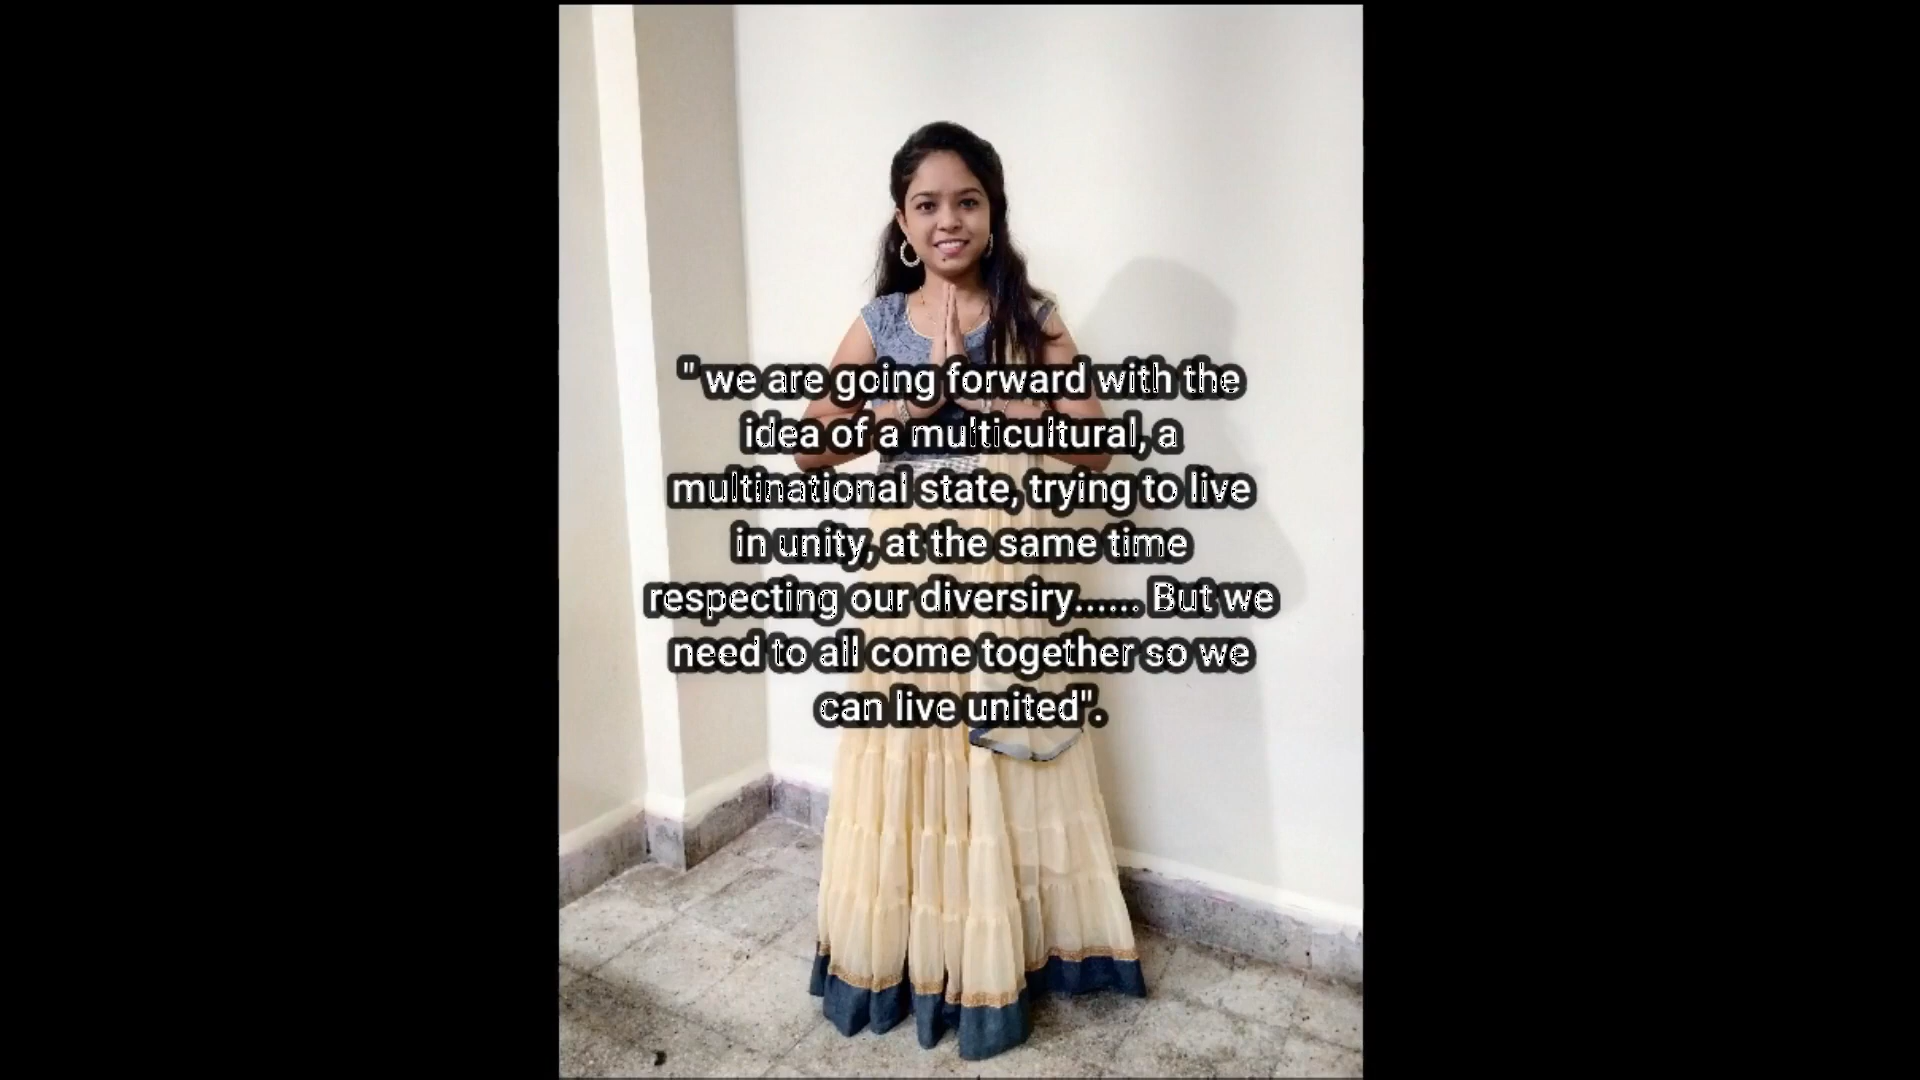 " we are going forward with the
idea of a multicultural, a
multinational state, trying to live
in unity, at the same time
respecting our diversiry...... But we
need to all come together so we
can live united".